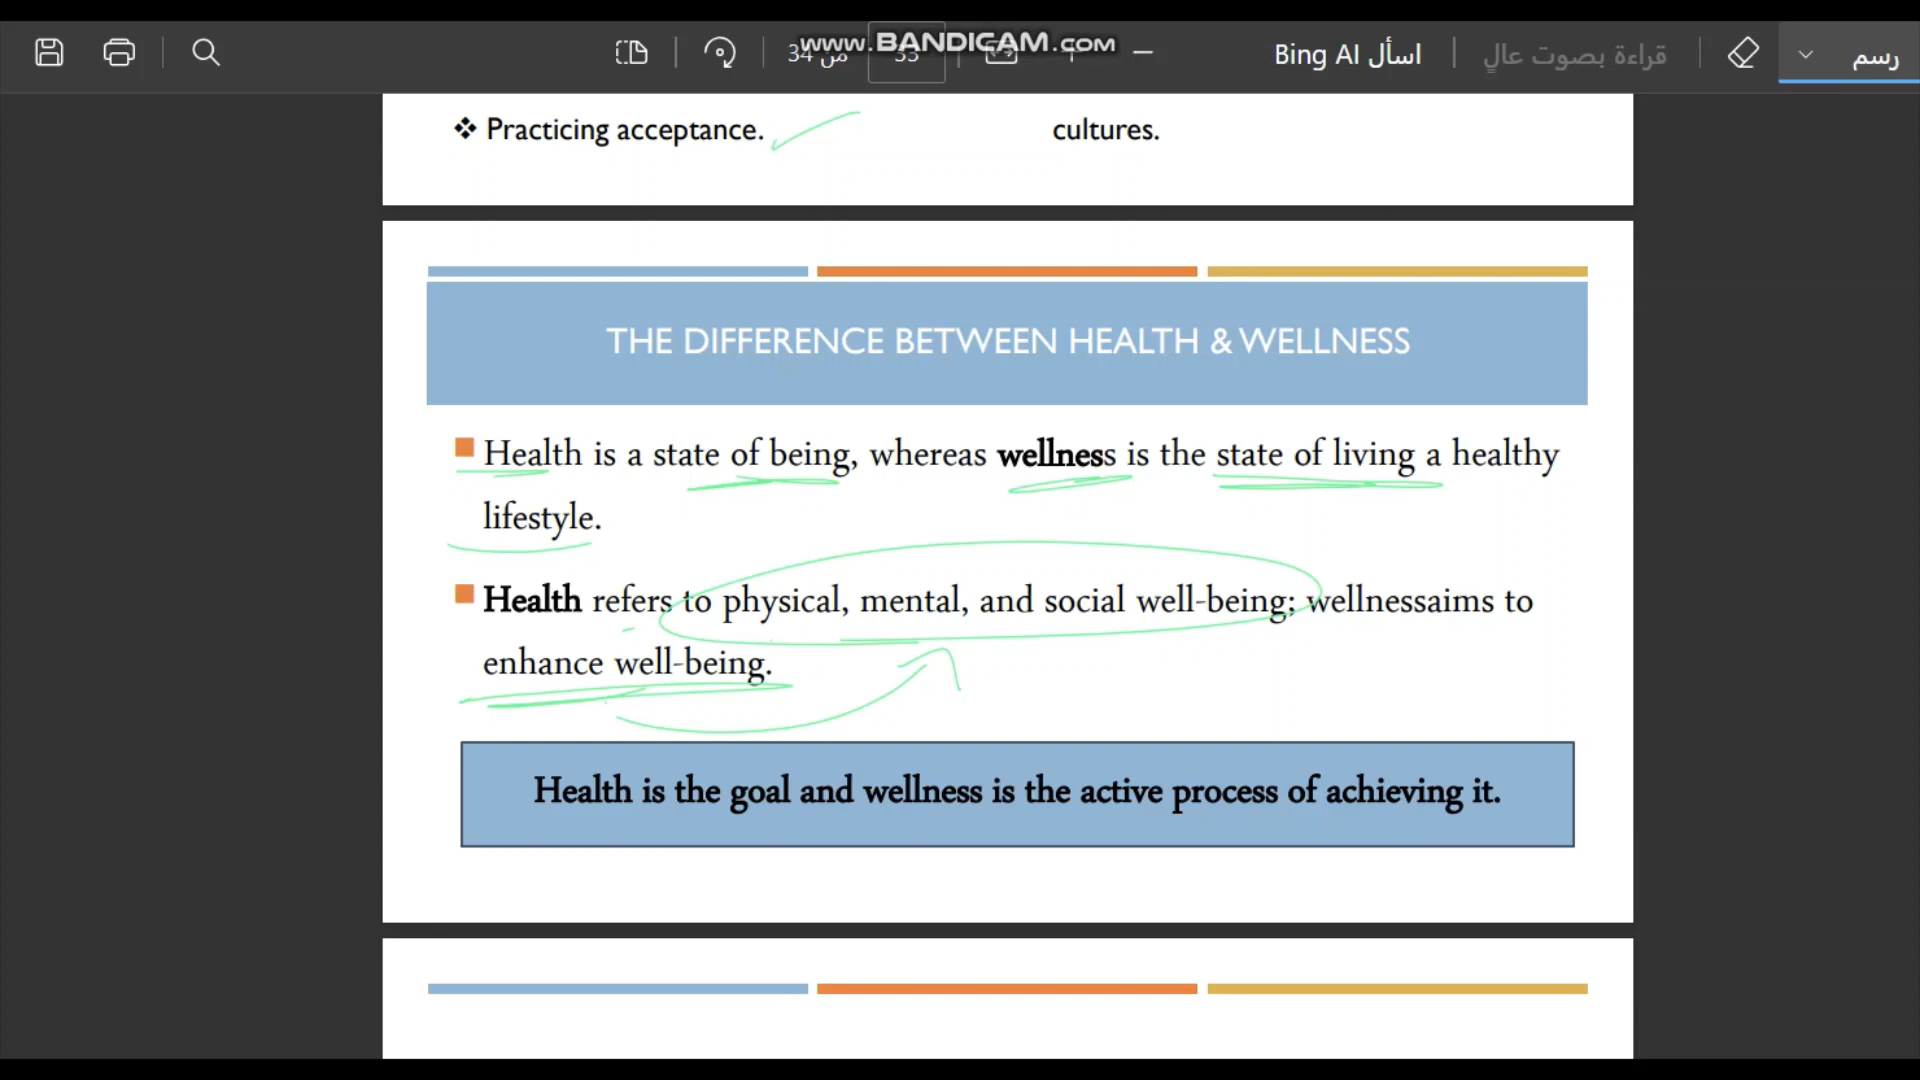 www.BANDICAM.com
34 من 33 اسأل Bing AI قراءة بصوت عالٍ رسم
❖ Practicing acceptance. cultures.
THE DIFFERENCE BETWEEN HEALTH & WELLNESS
Health is a state of being, whereas wellness is the state of living a healthy
lifestyle.
Health refers to physical, mental, and social well-being; wellnessaims to
enhance well-being.
Health is the goal and wellness is the active process of achieving it.